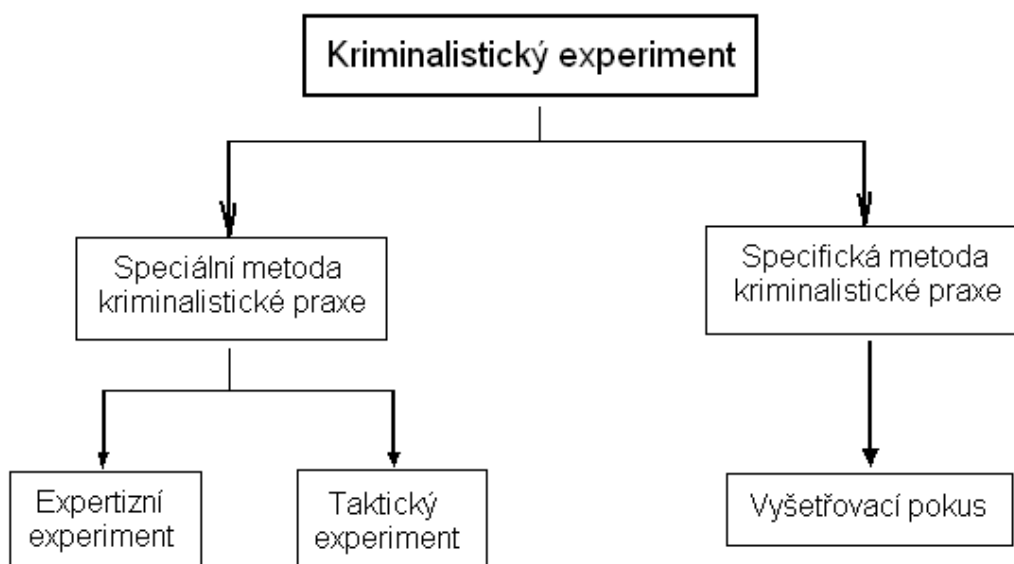 Kriminalistický experiment
Speciální metoda
kriminalistické praxe
Specifická metoda
kriminalistické praxe
Expertizní
experiment
Taktický
experiment
Vyšetřovací pokus